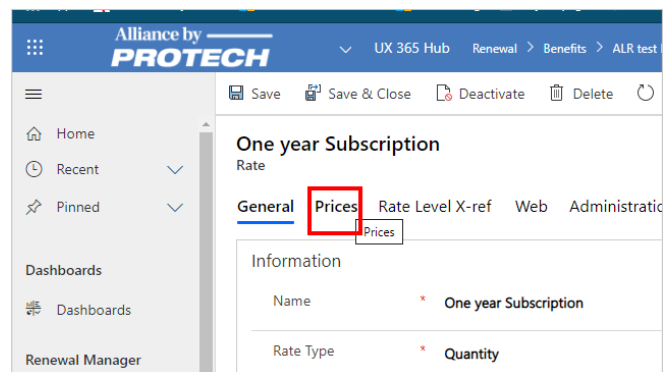 Alliance by
PROTECH
UX 365 Hub Renewal > Benefits > ALR test
Save Save & Close Deactivate Delete
Home
Recent
Pinned
Dashboards
Dashboards
Renewal Manager
One year Subscription
Rate
General Prices Rate Level X-ref Web Administratio
Prices
Information
Name * One year Subscription
Rate Type * Quantity